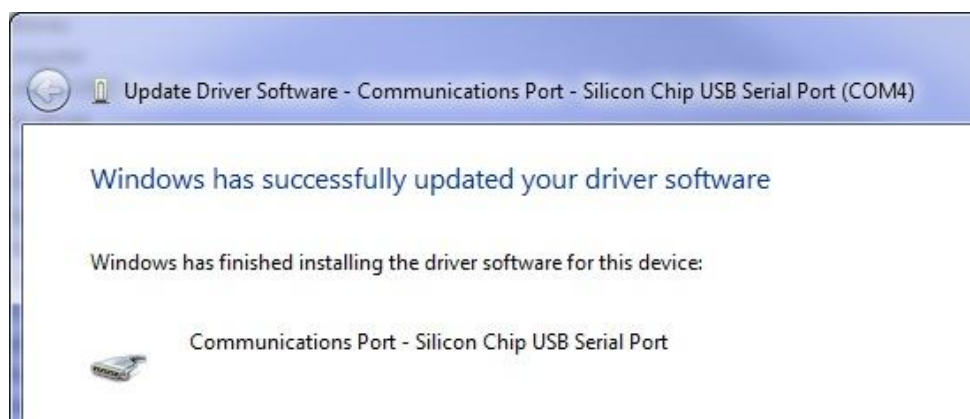 Update Driver Software - Communications Port - Silicon Chip USB Serial Port (COM4)
Windows has successfully updated your driver software
Windows has finished installing the driver software for this device:
Communications Port - Silicon Chip USB Serial Port